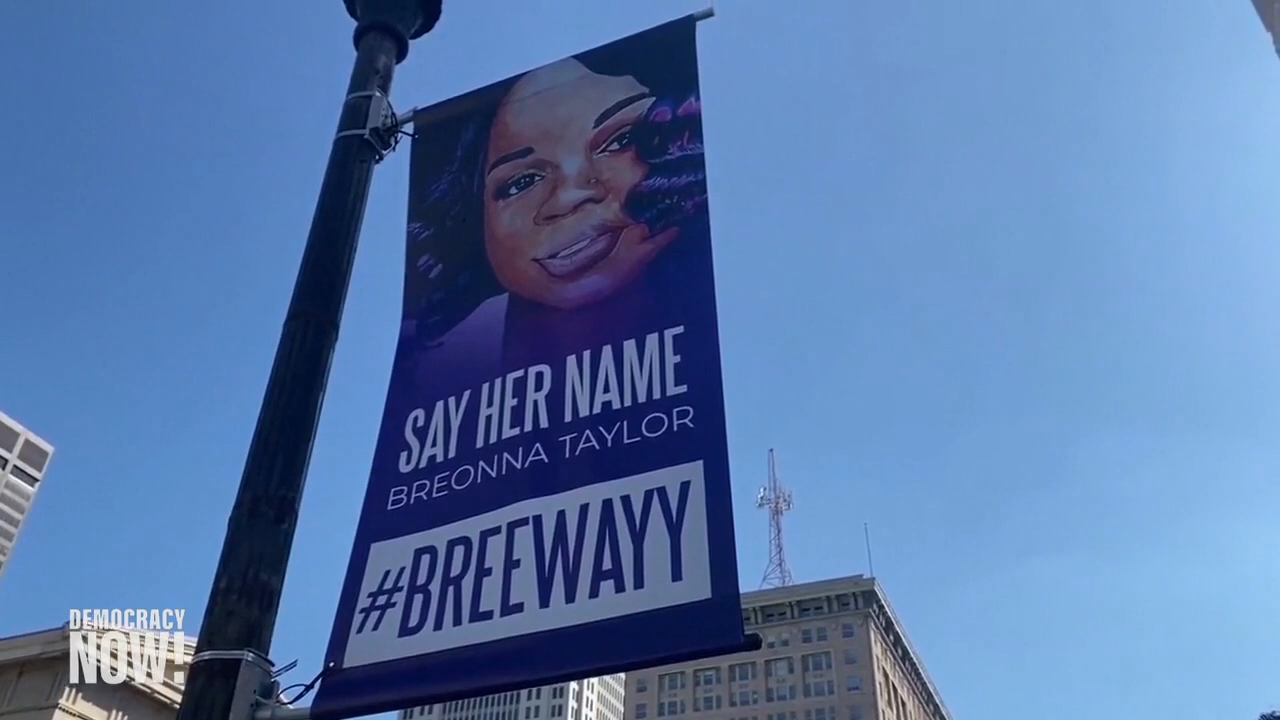 SAY HER NAME
BREONNA TAYLOR
#BREEWAYY
DEMOCRACY
NOW!